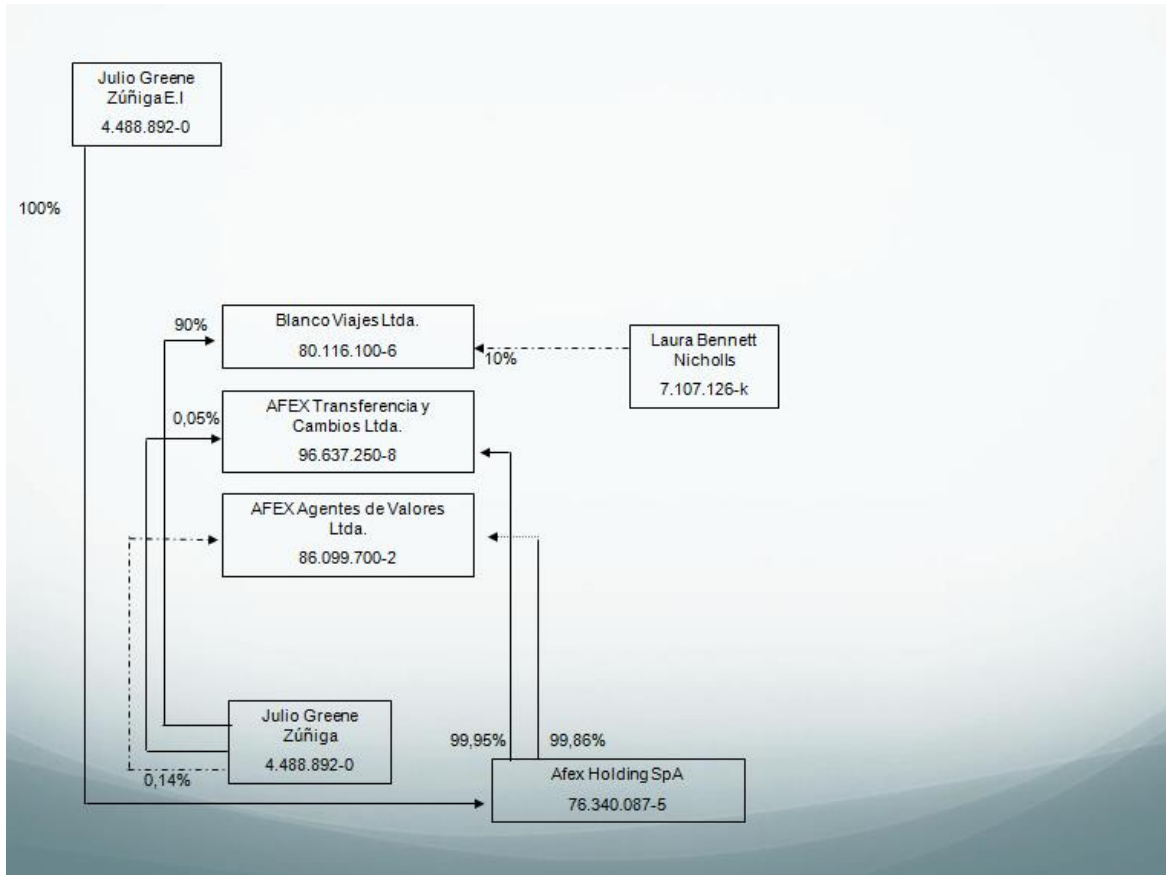 Julio Greene
Zúñiga E.I
4.488.892-0
100%
90%
Blanco Viajes Ltda.
80.116.100-6
10%
Laura Bennett
Nicholls
7.107.126-k
0,05%
AFEX Transferencia y
Cambios Ltda.
96.637.250-8
AFEX Agentes de Valores
Ltda.
86.099.700-2
Julio Greene
Zúñiga
4.488.892-0
0,14%
99,95%
99,86%
Afex Holding SpA
76.340.087-5